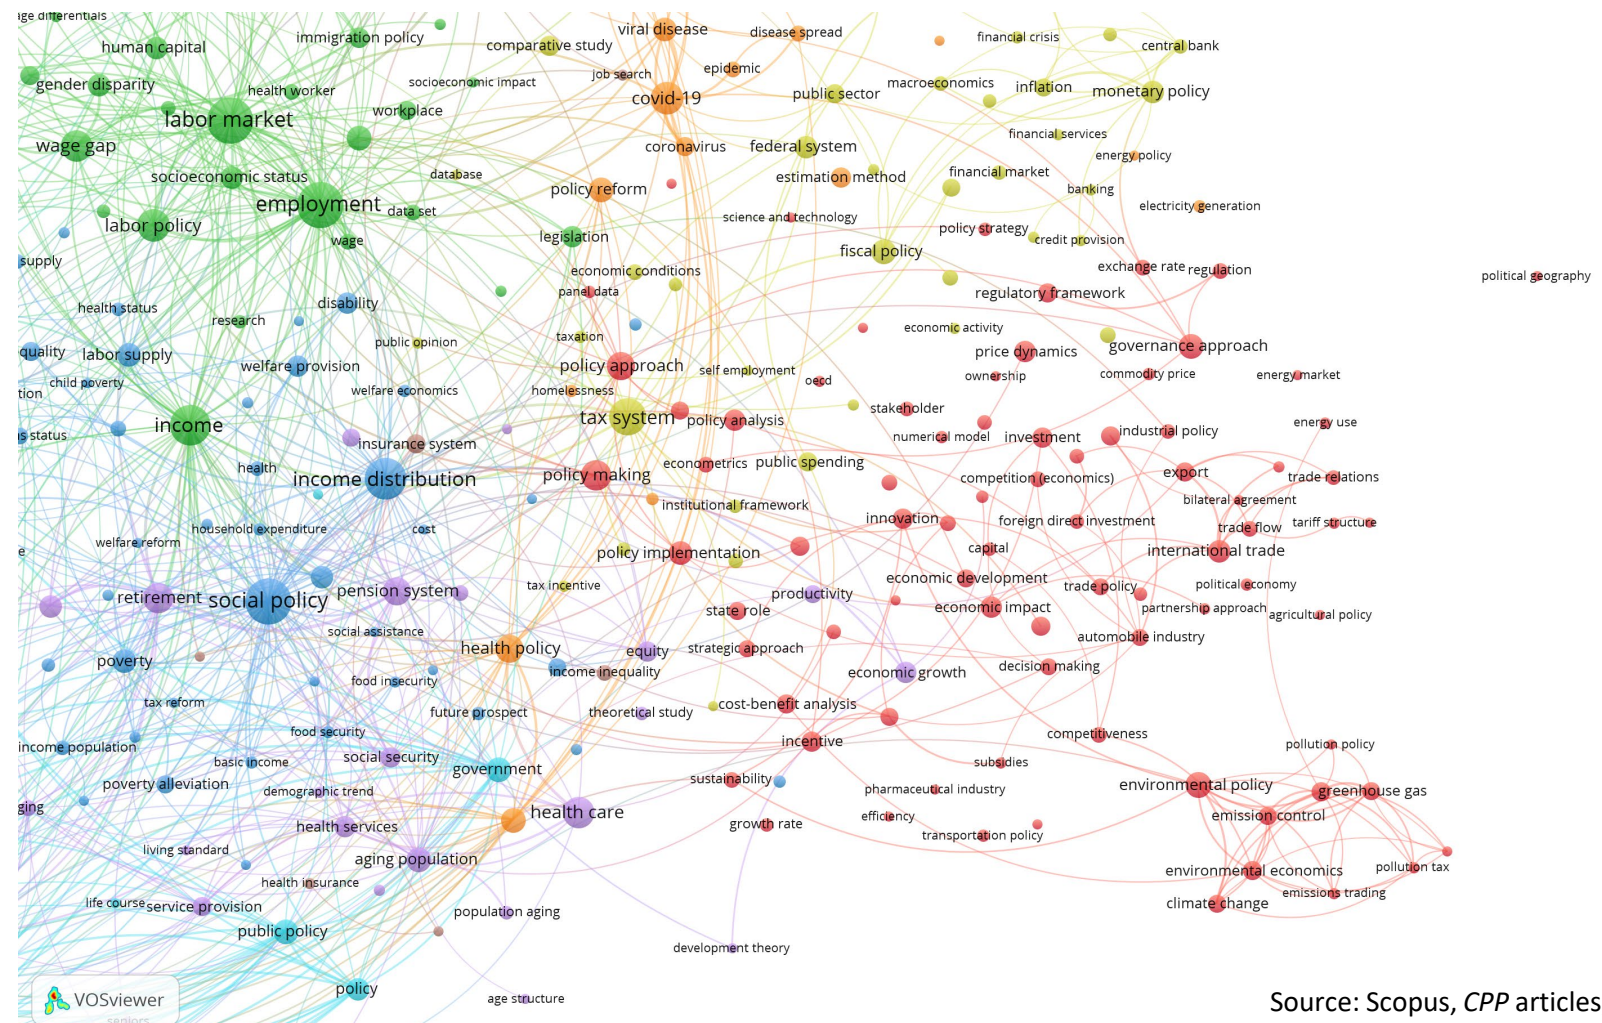 age differentials
human capital
immigration policy
comparative study
viral disease
disease spread
financial crisis
central bank
gender disparity
health worker
socioeconomic impact
job search
epidemic
macroeconomics
inflation
monetary policy
labor market
workplace
covid-19
public sector
wage gap
coronavirus
federal system
financial services
energy policy
socioeconomic status
database
estimation method
financial market
employment
policy reform
banking
labor policy
data set
science and technology
electricity generation
wage
legislation
policy strategy
credit provision
fiscal policy
supply
economic conditions
exchange rate
regulation
political geography
panel data
regulatory framework
health status
disability
research
public opinion
taxation
economic activity
quality
labor supply
welfare provision
policy approach
self employment
price dynamics
governance approach
child poverty
welfare economics
homelessness
oecd
ownership
commodity price
energy market
tion
income
tax system
policy analysis
stakeholder
energy use
s status
insurance system
numerical model
investment
industrial policy
health
income distribution
policy making
econometrics
public spending
competition (economics)
export
trade relations
bilateral agreement
institutional framework
household expenditure
cost
innovation
foreign direct investment
trade flow
tariff structure
welfare reform
e
policy implementation
capital
international trade
retirement
social policy
pension system
tax incentive
productivity
economic development
trade policy
political economy
state role
economic impact
partnership approach
agricultural policy
social assistance
automobile industry
poverty
health policy
equity
strategic approach
income inequality
economic growth
decision making
food insecurity
tax reform
future prospect
theoretical study
cost-benefit analysis
food security
income population
incentive
competitiveness
pollution policy
basic income
social security
government
subsidies
poverty alleviation
demographic trend
sustainability
pharmaceutical industry
environmental policy
greenhouse gas
ging
health services
health care
growth rate
efficiency
emission control
transportation policy
living standard
aging population
environmental economics
pollution tax
health insurance
emissions trading
life course
service provision
population aging
climate change
public policy
development theory
policy
age structure
VOSviewer
seniors
Source: Scopus, CPP articles